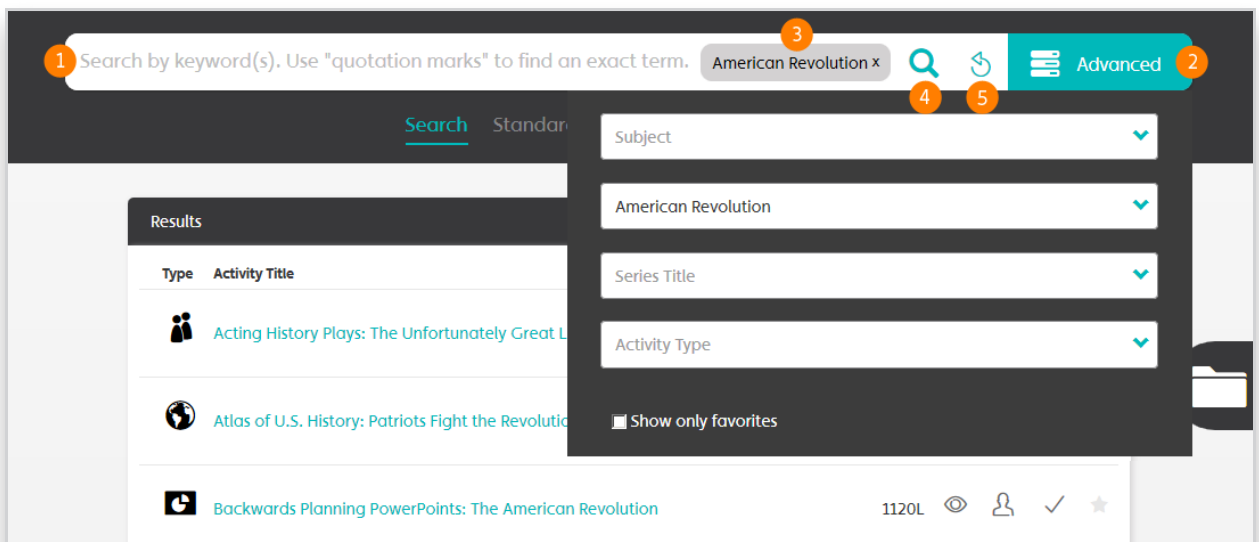 1 Search by keyword(s). Use "quotation marks" to find an exact term. 3 American Revolution x 4 5 Advanced 2
Search Standar
Subject
American Revolution
Series Title
Activity Type
Show only favorites
Results
Type Activity Title
Acting History Plays: The Unfortunately Great L
Atlas of U.S. History: Patriots Fight the Revolutio
Backwards Planning PowerPoints: The American Revolution 1120L